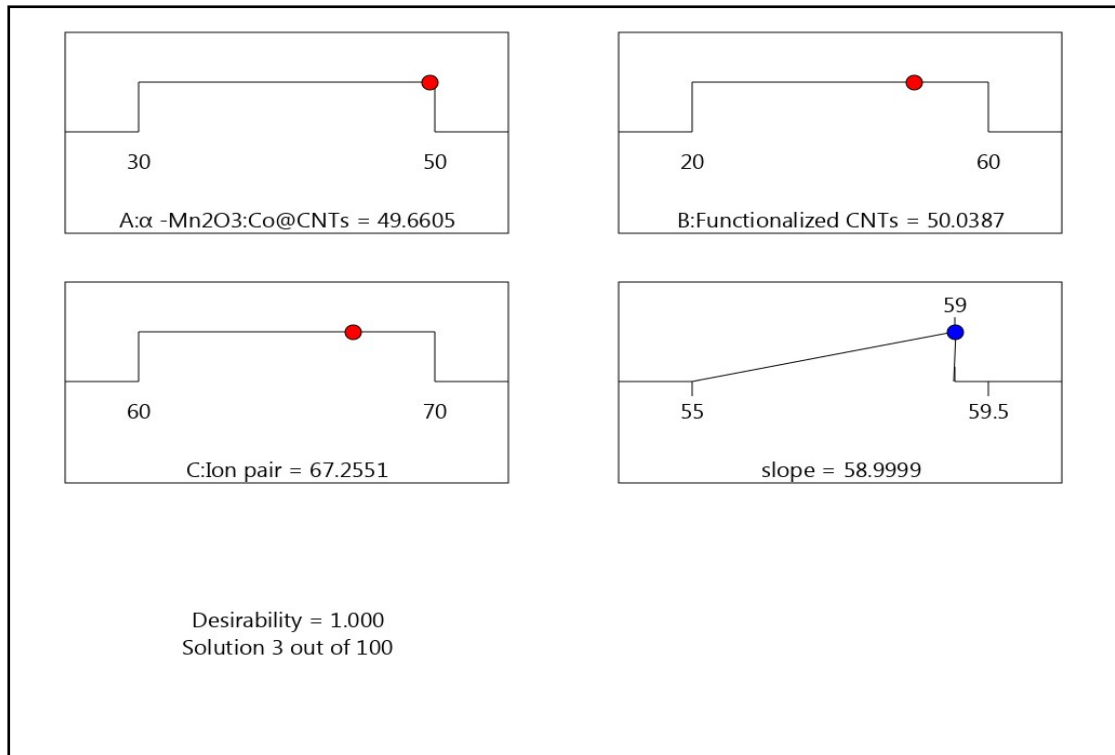 30
50
A:α -Mn2O3:Co@CNTs = 49.6605
20
60
B:Functionalized CNTs = 50.0387
60
70
C:Ion pair = 67.2551
59
55
59.5
slope = 58.9999
Desirability = 1.000
Solution 3 out of 100